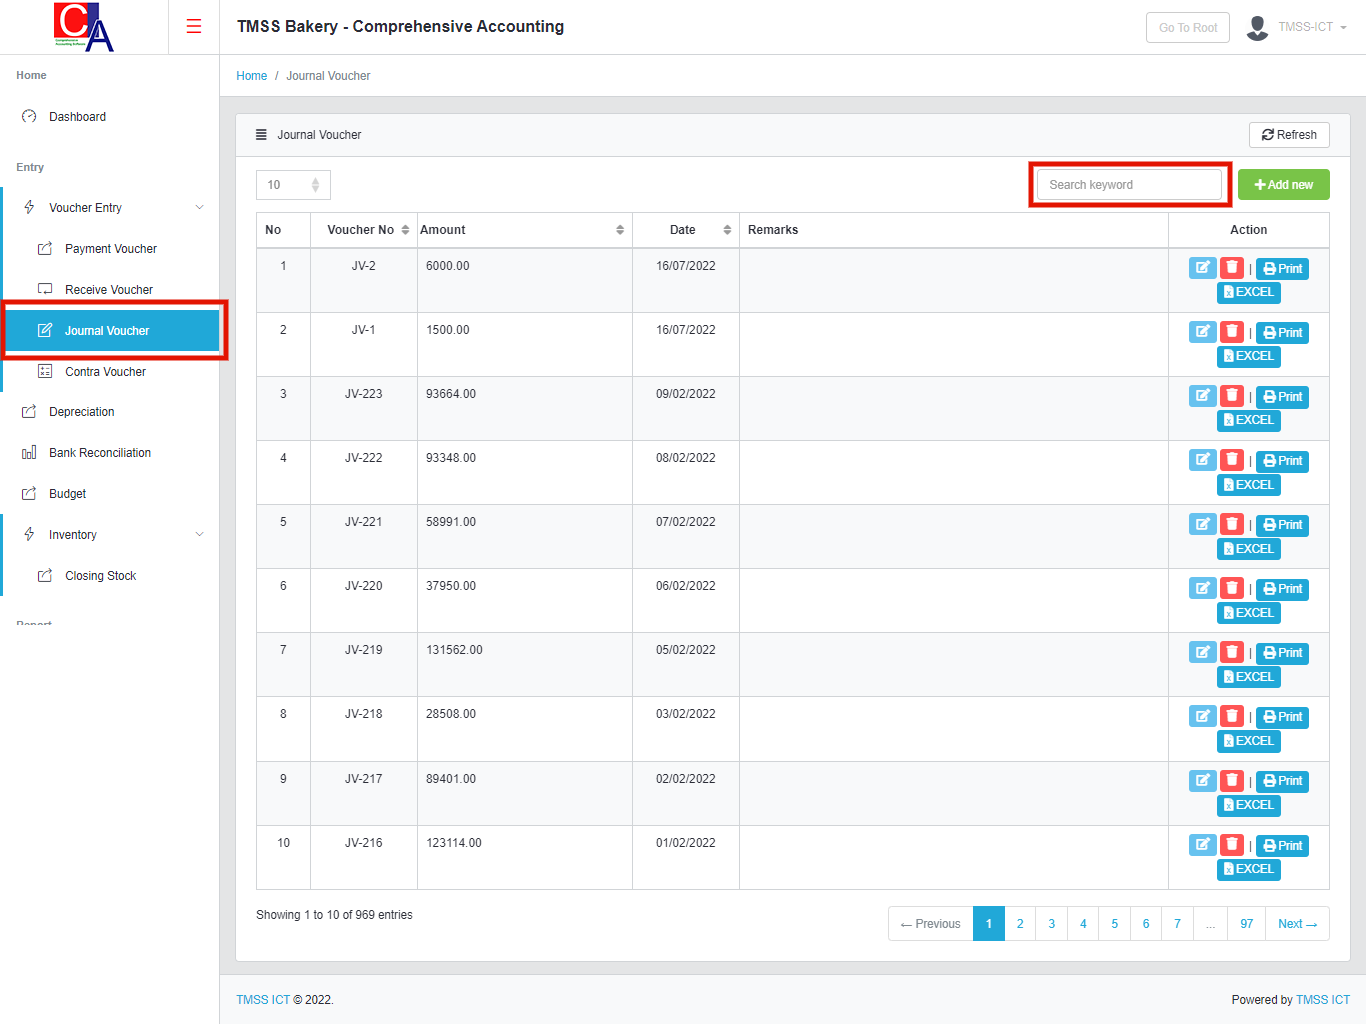 CA
Comprehensive
Accounting Software
TMSS Bakery - Comprehensive Accounting
Go To Root
TMSS-ICT
Home
Dashboard
Entry
Voucher Entry
Payment Voucher
Receive Voucher
Journal Voucher
Contra Voucher
Depreciation
Bank Reconciliation
Budget
Inventory
Closing Stock
Report
Home / Journal Voucher
Journal Voucher
Refresh
10
Search keyword
Add new
No Voucher No Amount Date Remarks Action
1 JV-2 6000.00 16/07/2022 | Print
EXCEL
2 JV-1 1500.00 16/07/2022 | Print
EXCEL
3 JV-223 93664.00 09/02/2022 | Print
EXCEL
4 JV-222 93348.00 08/02/2022 | Print
EXCEL
5 JV-221 58991.00 07/02/2022 | Print
EXCEL
6 JV-220 37950.00 06/02/2022 | Print
EXCEL
7 JV-219 131562.00 05/02/2022 | Print
EXCEL
8 JV-218 28508.00 03/02/2022 | Print
EXCEL
9 JV-217 89401.00 02/02/2022 | Print
EXCEL
10 JV-216 123114.00 01/02/2022 | Print
EXCEL
Showing 1 to 10 of 969 entries
← Previous 1 2 3 4 5 6 7 ... 97 Next →
TMSS ICT © 2022.
Powered by TMSS ICT